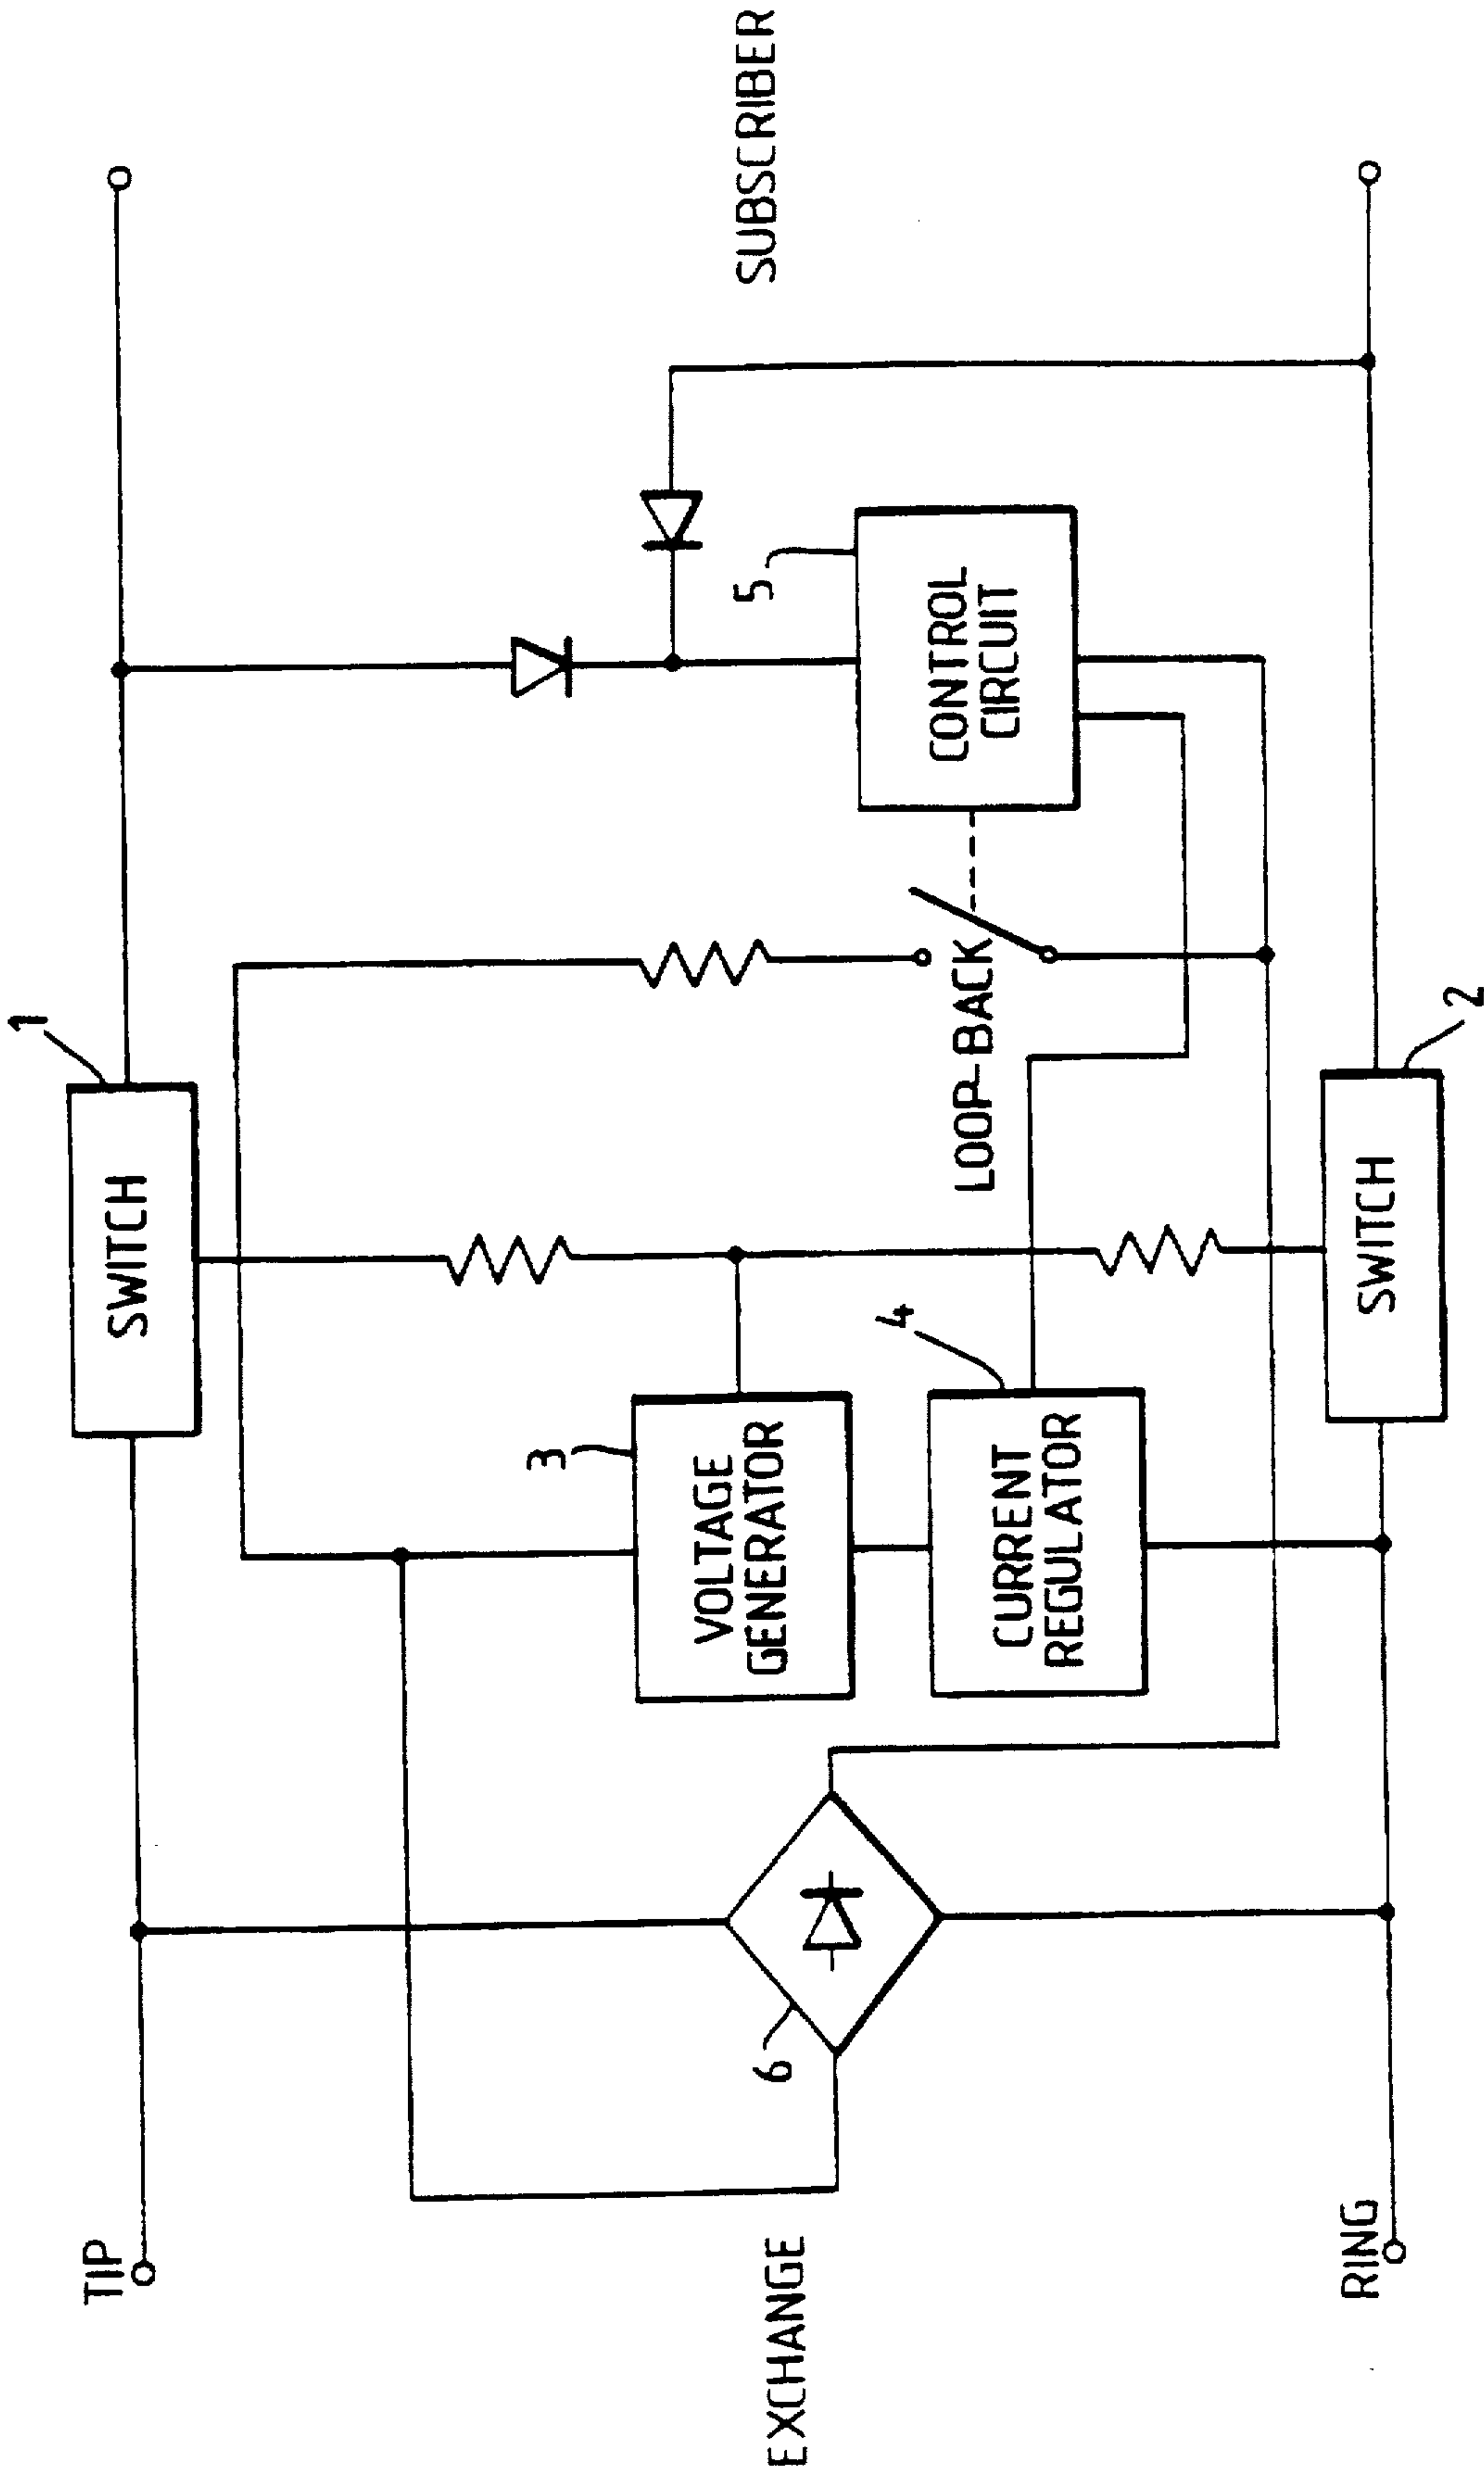 TIP
1
SWITCH
EXCHANGE
6
3
VOLTAGE
GENERATOR
4
CURRENT
REGULATOR
LOOP-BACK
5
CONTROL
CIRCUIT
SUBSCRIBER
RING
SWITCH
2